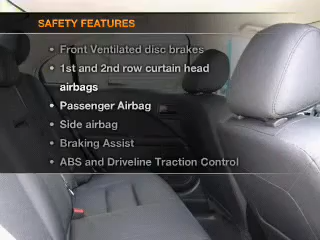 SAFETY FEATURES
• Front Ventilated disc brakes
• 1st and 2nd row curtain head
airbags
• Passenger Airbag
• Side airbag
• Braking Assist
• ABS and Driveline Traction Control